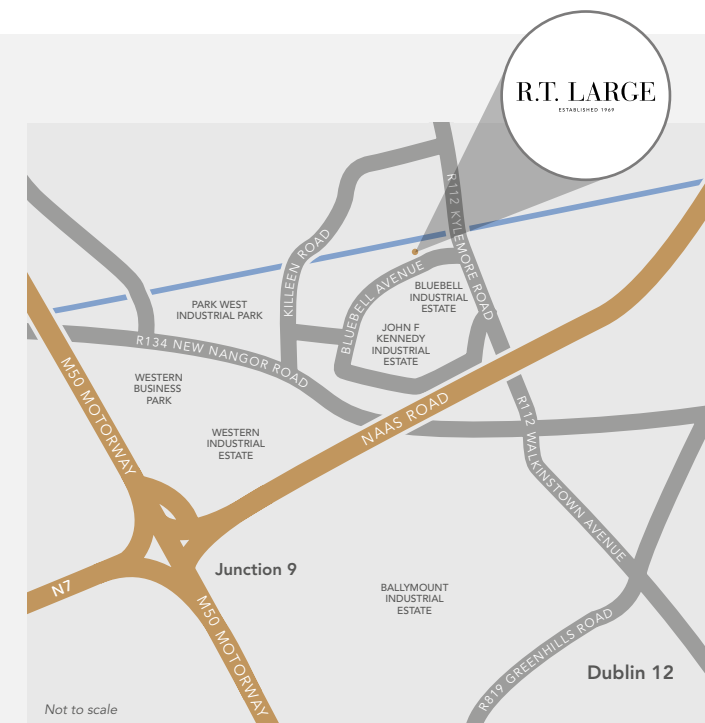 R.T. LARGE
ESTABLISHED 1969
R112 KYLEMORE ROAD
KILLEEN ROAD
BLUEBELL AVENUE
BLUEBELL
INDUSTRIAL
ESTATE
PARK WEST
INDUSTRIAL PARK
JOHN F
KENNEDY
INDUSTRIAL
ESTATE
R134 NEW NANGOR ROAD
M50 MOTORWAY
WESTERN
BUSINESS
PARK
NAAS ROAD
R112 WALKINSTOWN AVENUE
WESTERN
INDUSTRIAL
ESTATE
Junction 9
N7
BALLYMOUNT
INDUSTRIAL
ESTATE
M50 MOTORWAY
R819 GREENHILLS ROAD
Dublin 12
Not to scale